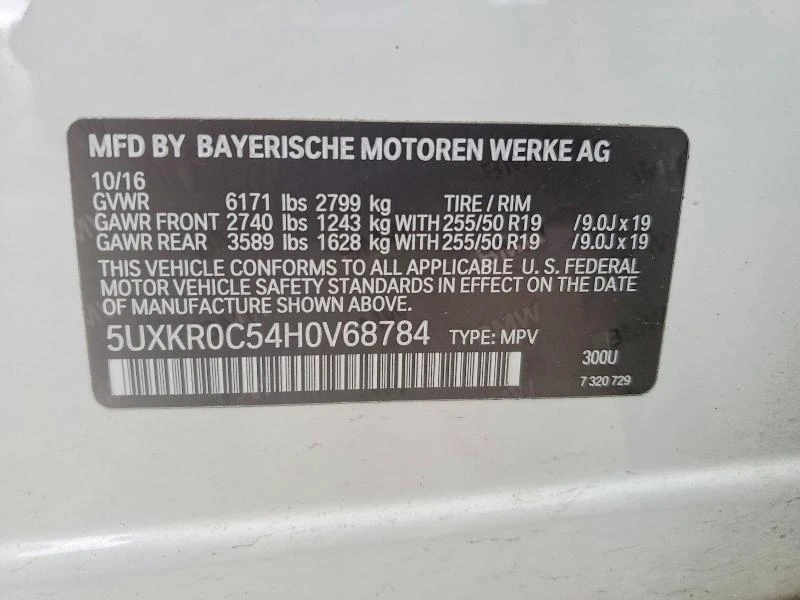 MFD BY BAYERISCHE MOTOREN WERKE AG
10/16
GVWR 6171 lbs 2799 kg TIRE / RIM
GAWR FRONT 2740 lbs 1243 kg WITH 255/50 R19 /9.0J x 19
GAWR REAR 3589 lbs 1628 kg WITH 255/50 R19 /9.0J x 19
THIS VEHICLE CONFORMS TO ALL APPLICABLE U. S. FEDERAL
MOTOR VEHICLE SAFETY STANDARDS IN EFFECT ON THE DATE
OF MANUFACTURE SHOWN ABOVE.
5UXKR0C54H0V68784 TYPE: MPV
300U
7 320 729